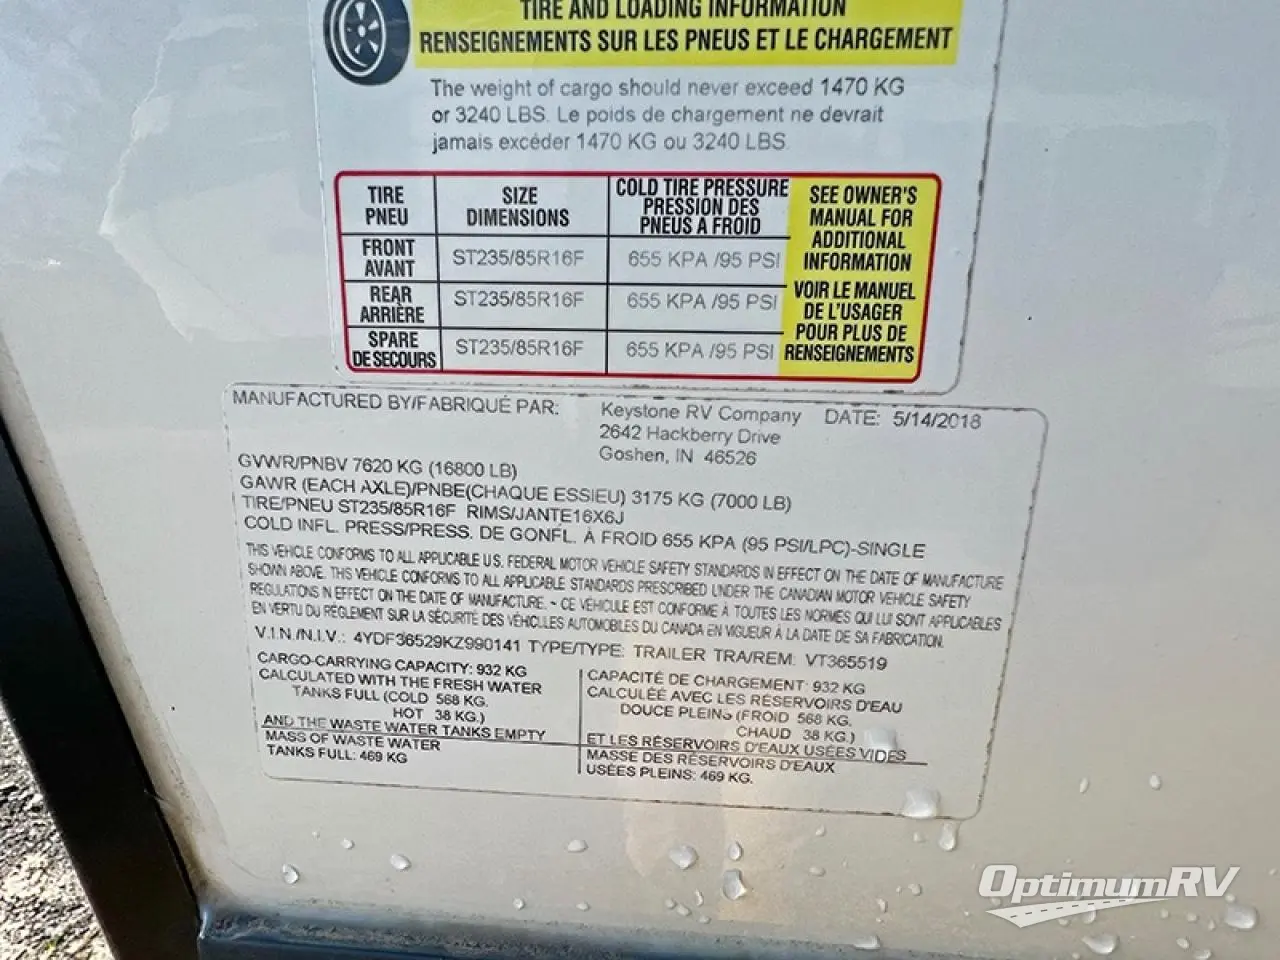 TIRE AND LOADING INFORMATION
RENSEIGNEMENTS SUR LES PNEUS ET LE CHARGEMENT
The weight of cargo should never exceed 1470 KG
or 3240 LBS. Le poids de chargement ne devrait
jamais excéder 1470 KG ou 3240 LBS.
TIRE
PNEU
SIZE
DIMENSIONS
COLD TIRE PRESSURE
PRESSION DES
PNEUS A FROID
FRONT
AVANT
ST235/85R16F
655 KPA /95 PSI
REAR
ARRIÈRE
ST235/85R16F
655 KPA /95 PSI
SPARE
DE SECOURS
ST235/85R16F
655 KPA /95 PSI
SEE OWNER'S
MANUAL FOR
ADDITIONAL
INFORMATION
VOIR LE MANUEL
DE L'USAGER
POUR PLUS DE
RENSEIGNEMENTS
MANUFACTURED BY/FABRIQUÉ PAR: Keystone RV Company DATE: 5/14/2018
2642 Hackberry Drive
Goshen, IN 46526
GVWR/PNBV 7620 KG (16800 LB)
GAWR (EACH AXLE)/PNBE(CHAQUE ESSIEU) 3175 KG (7000 LB)
TIRE/PNEU ST235/85R16F RIMS/JANTE16X6J
COLD INFL. PRESS/PRESS. DE GONFL. À FROID 655 KPA (95 PSI/LPC)-SINGLE
THIS VEHICLE CONFORMS TO ALL APPLICABLE U.S. FEDERAL MOTOR VEHICLE SAFETY STANDARDS IN EFFECT ON THE DATE OF MANUFACTURE
SHOWN ABOVE. THIS VEHICLE CONFORMS TO ALL APPLICABLE STANDARDS PRESCRIBED UNDER THE CANADIAN MOTOR VEHICLE SAFETY
REGULATIONS IN EFFECT ON THE DATE OF MANUFACTURE. - CE VÉHICULE EST CONFORME À TOUTES LES NORMES QUI LUI SONT APPLICABLES
EN VERTU DU RÉGLEMENT SUR LA SÉCURITÉ DES VÉHICLES AUTOMOBILES DU CANADA EN VIGUEUR À LA DATE DE SA FABRICATION.
V.I.N./N.I.V.: 4YDF36529KZ990141 TYPE/TYPE: TRAILER TRA/REM: VT365519
CARGO-CARRYING CAPACITY: 932 KG
CALCULATED WITH THE FRESH WATER
TANKS FULL (COLD 568 KG.
HOT 38 KG.)
AND THE WASTE WATER TANKS EMPTY
MASS OF WASTE WATER
TANKS FULL: 469 KG
CAPACITÉ DE CHARGEMENT: 932 KG
CALCULÉE AVEC LES RÉSERVOIRS D'EAU
DOUCE PLEINS (FROID 568 KG.
CHAUD 38 KG.)
ET LES RÉSERVOIRS D'EAUX USÉES VIDES
MASSE DES RÉSERVOIRS D'EAUX
USÉES PLEINS: 469 KG.
OptimumRV